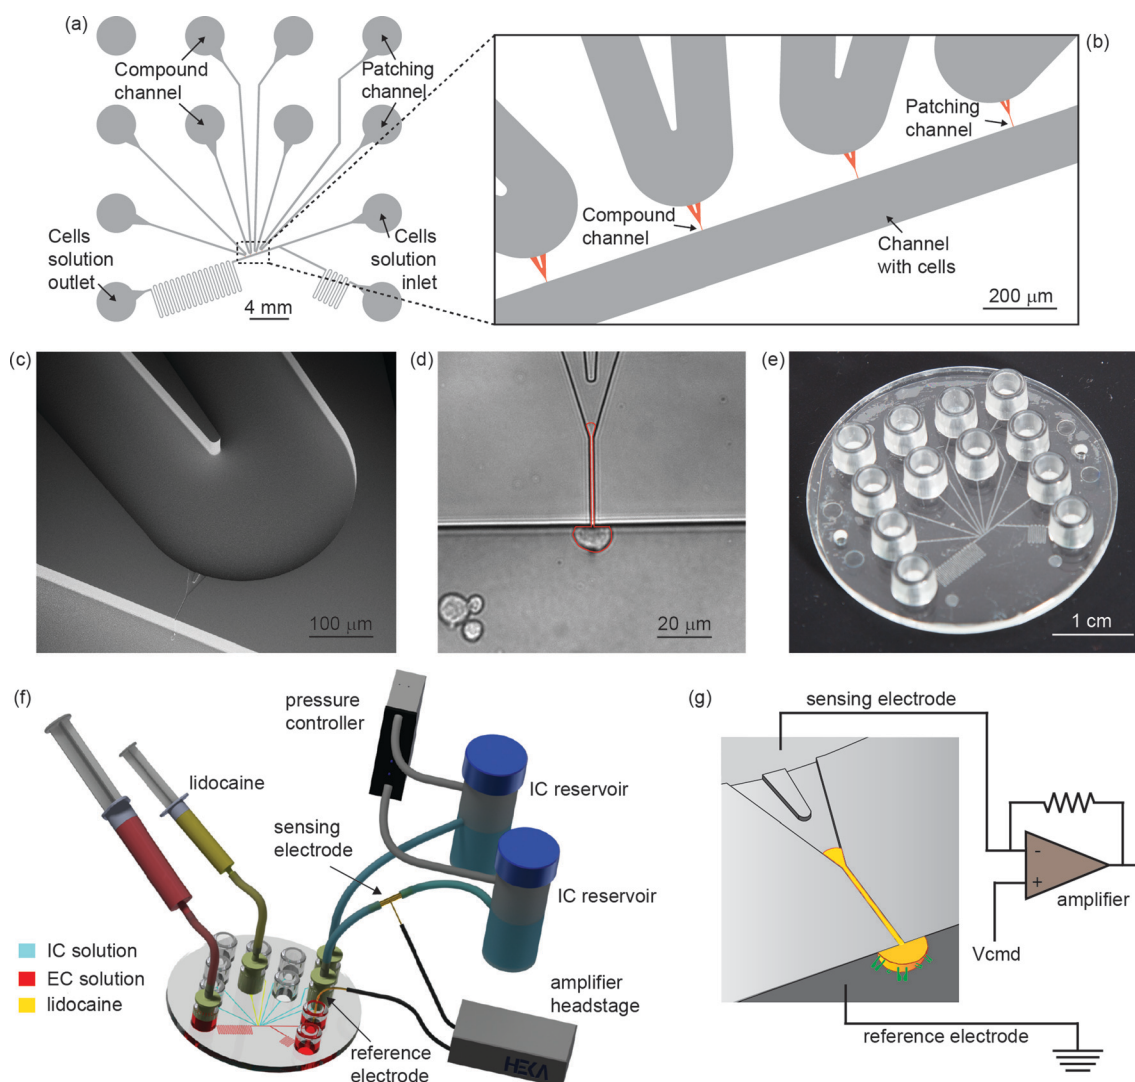 (a)
Compound
channel
Patching
channel
Cells
solution
outlet
Cells
solution
inlet
4 mm
(b)
Patching
channel
Compound
channel
Channel
with cells
200 μm
(c)
100 μm
(d)
20 μm
(e)
1 cm
(f)
pressure
controller
lidocaine
IC reservoir
sensing
electrode
IC reservoir
IC solution
EC solution
lidocaine
amplifier
headstage
HEKA
reference
electrode
(g)
sensing electrode
-
+
amplifier
Vcmd
reference electrode